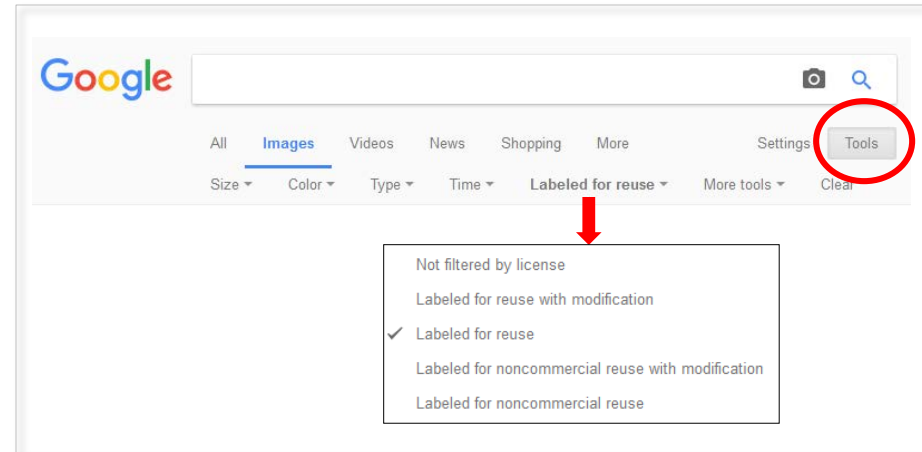 Google
All Images Videos News Shopping More Settings Tools
Size Color Type Time Labeled for reuse More tools Clear
Not filtered by license
Labeled for reuse with modification
Labeled for reuse
Labeled for noncommercial reuse with modification
Labeled for noncommercial reuse